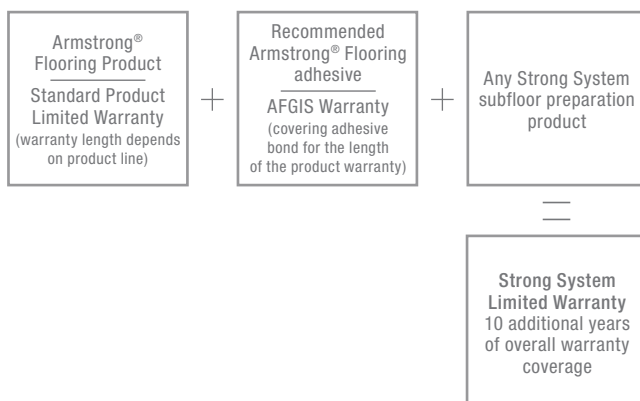 Armstrong®
Flooring Product
Standard Product
Limited Warranty
(warranty length depends
on product line)
+
Recommended
Armstrong® Flooring
adhesive
AFGIS Warranty
(covering adhesive
bond for the length
of the product warranty)
+
Any Strong System
subfloor preparation
product
=
Strong System
Limited Warranty
10 additional years
of overall warranty
coverage